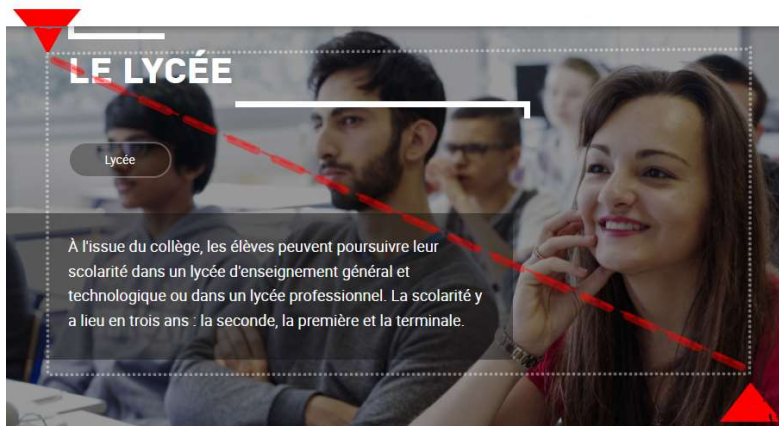 LE LYCÉE
Lycée
À l'issue du collège, les élèves peuvent poursuivre leur
scolarité dans un lycée d'enseignement général et
technologique ou dans un lycée professionnel. La scolarité y
a lieu en trois ans : la seconde, la première et la terminale.